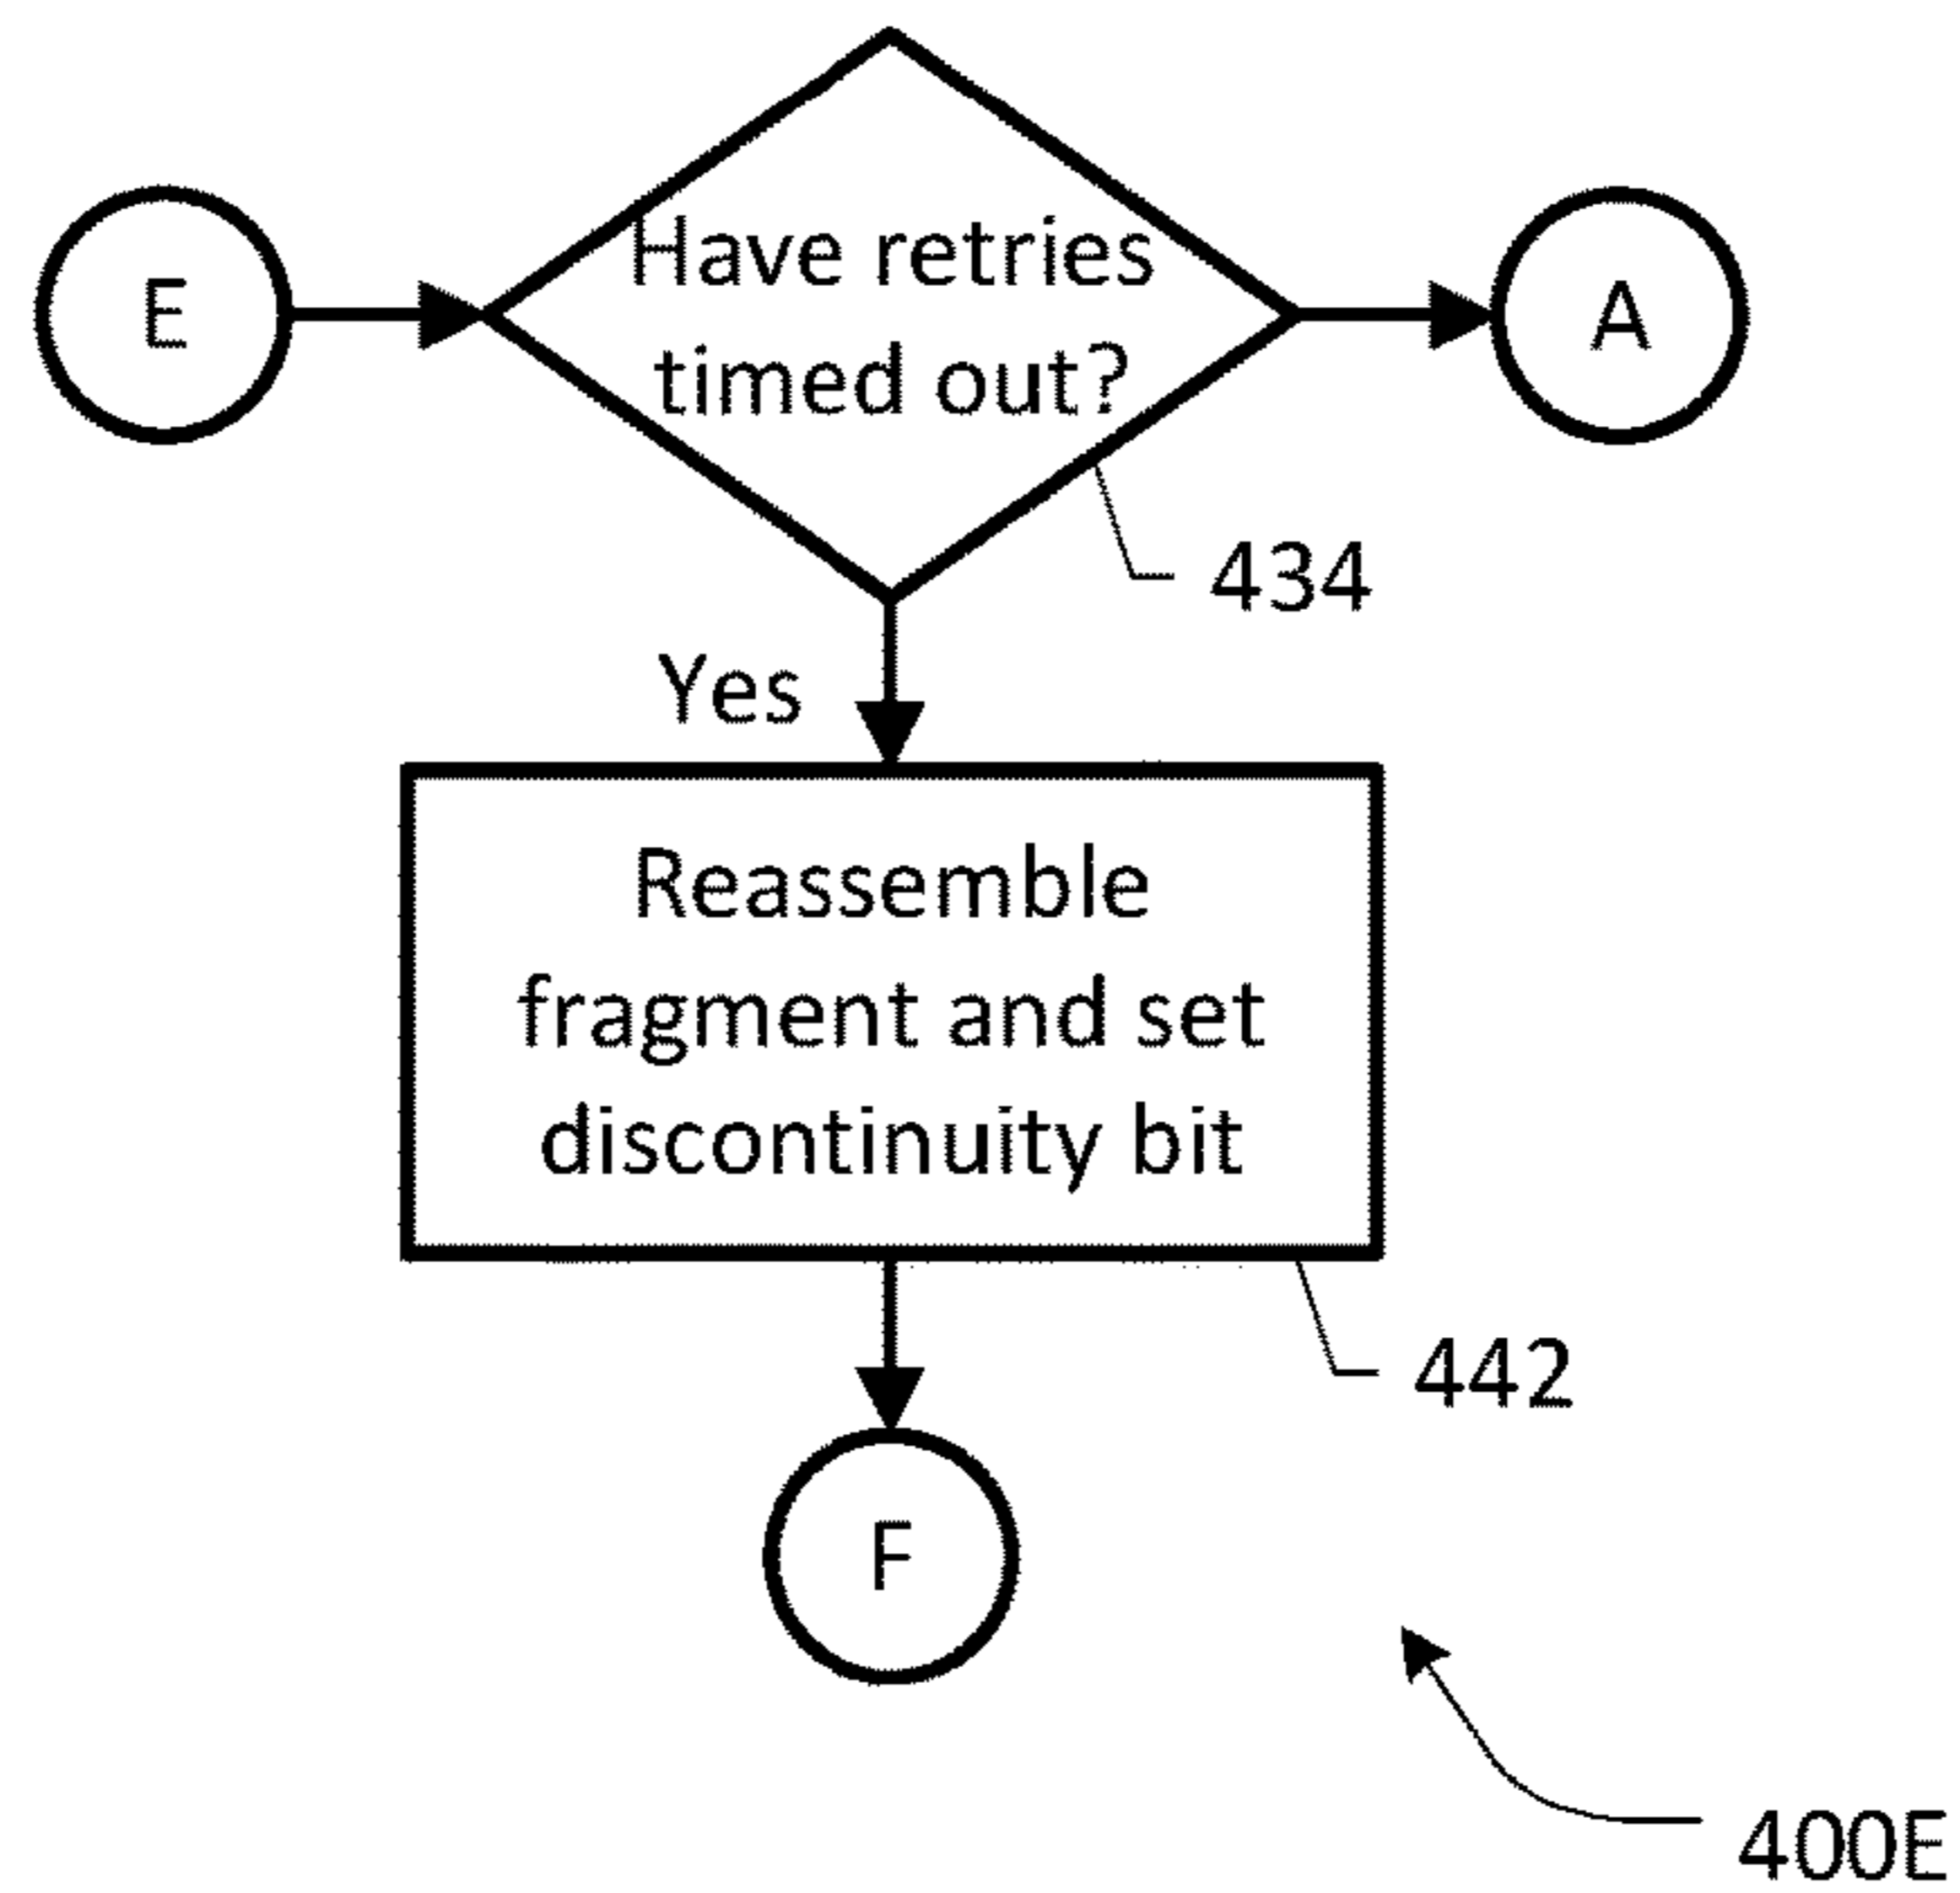 E
Have retries
timed out?
A
434
Yes
Reassemble
fragment and set
discontinuity bit
442
F
400E